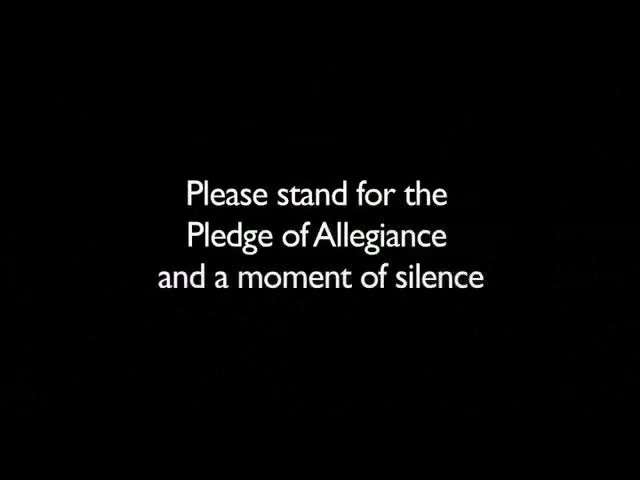 Please stand for the
Pledge of Allegiance
and a moment of silence